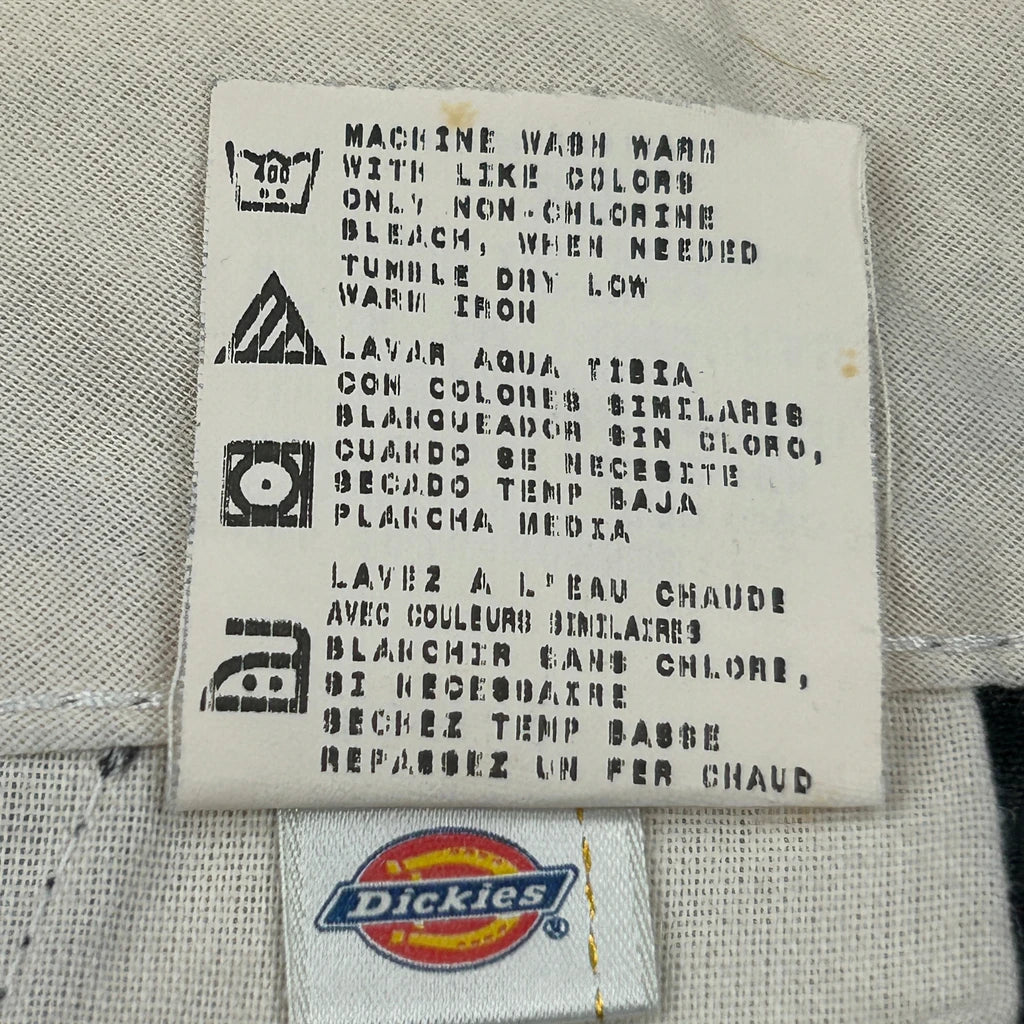 MACHINE WASH WARM
WITH LIKE COLORS
ONLY NON-CHLORINE
BLEACH, WHEN NEEDED
TUMBLE DRY LOW
WARM IRON
LAVAR AQUA TIBIA
CON COLORES SIMILARES
BLANQUEADOR SIN CLORO,
CUANDO SE NECESITE
SECADO TEMP BAJA
PLANCHA MEDIA
LAVEZ A L'EAU CHAUDE
AVEC COULEURS SIMILAIRES
BLANCHIR SANS CHLORE,
SI NECESSAIRE
SECHEZ TEMP BASSE
REPASSEZ UN FER CHAUD
Dickies®